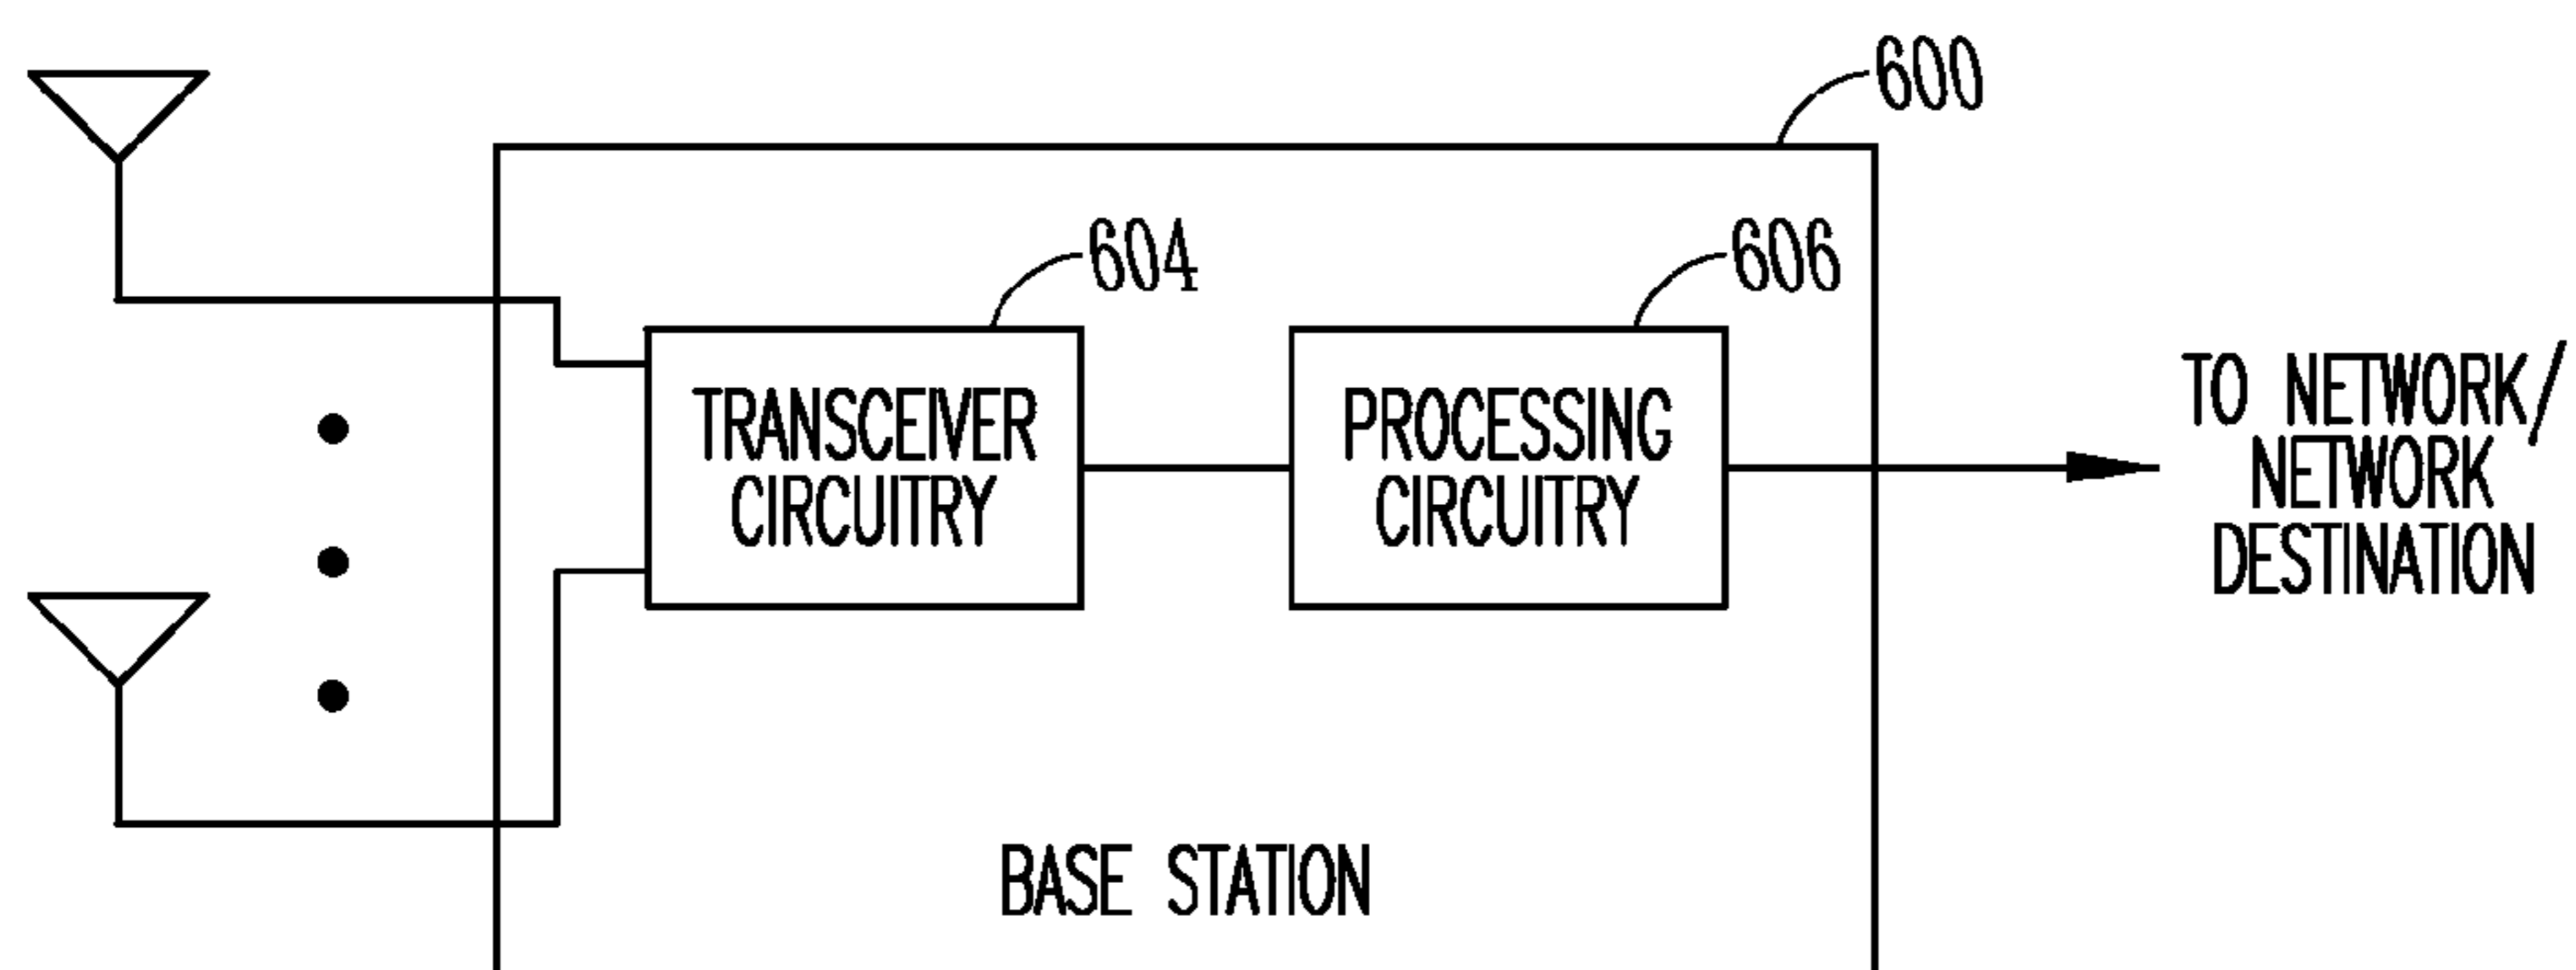 600
604
606
TRANSCEIVER
CIRCUITRY
PROCESSING
CIRCUITRY
TO NETWORK/
NETWORK
DESTINATION
BASE STATION